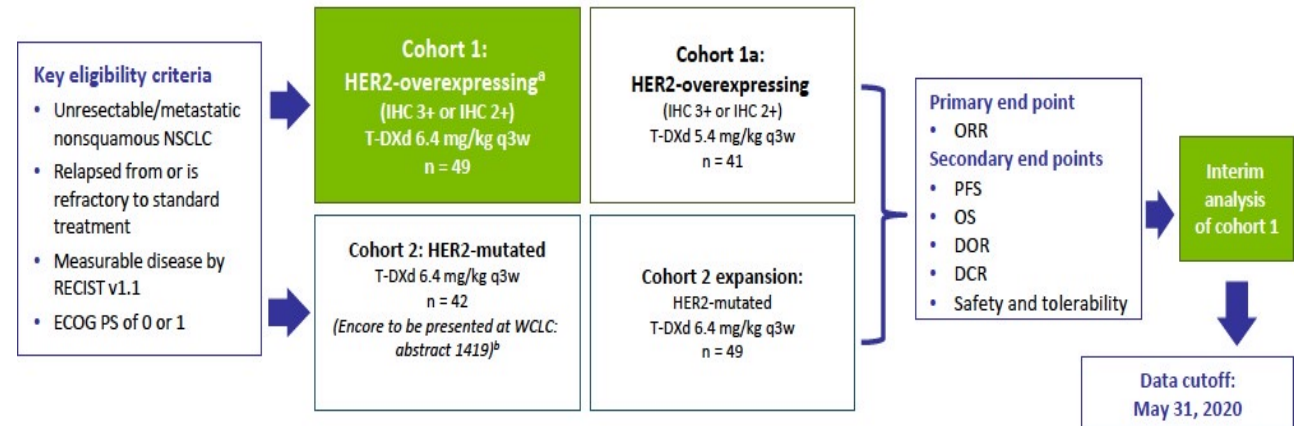 Key eligibility criteria
• Unresectable/metastatic
nonsquamous NSCLC
• Relapsed from or is
refractory to standard
treatment
• Measurable disease by
RECIST v1.1
• ECOG PS of 0 or 1
Cohort 1:
HER2-overexpressingª
(IHC 3+ or IHC 2+)
T-DXd 6.4 mg/kg q3w
n = 49
Cohort 1a:
HER2-overexpressing
(IHC 3+ or IHC 2+)
T-DXd 5.4 mg/kg q3w
n = 41
Cohort 2: HER2-mutated
T-DXd 6.4 mg/kg q3w
n = 42
(Encore to be presented at WCLC:
abstract 1419)ᵇ
Cohort 2 expansion:
HER2-mutated
T-DXd 6.4 mg/kg q3w
n = 49
Primary end point
• ORR
Secondary end points
• PFS
• OS
• DOR
• DCR
• Safety and tolerability
Interim
analysis
of cohort 1
Data cutoff:
May 31, 2020